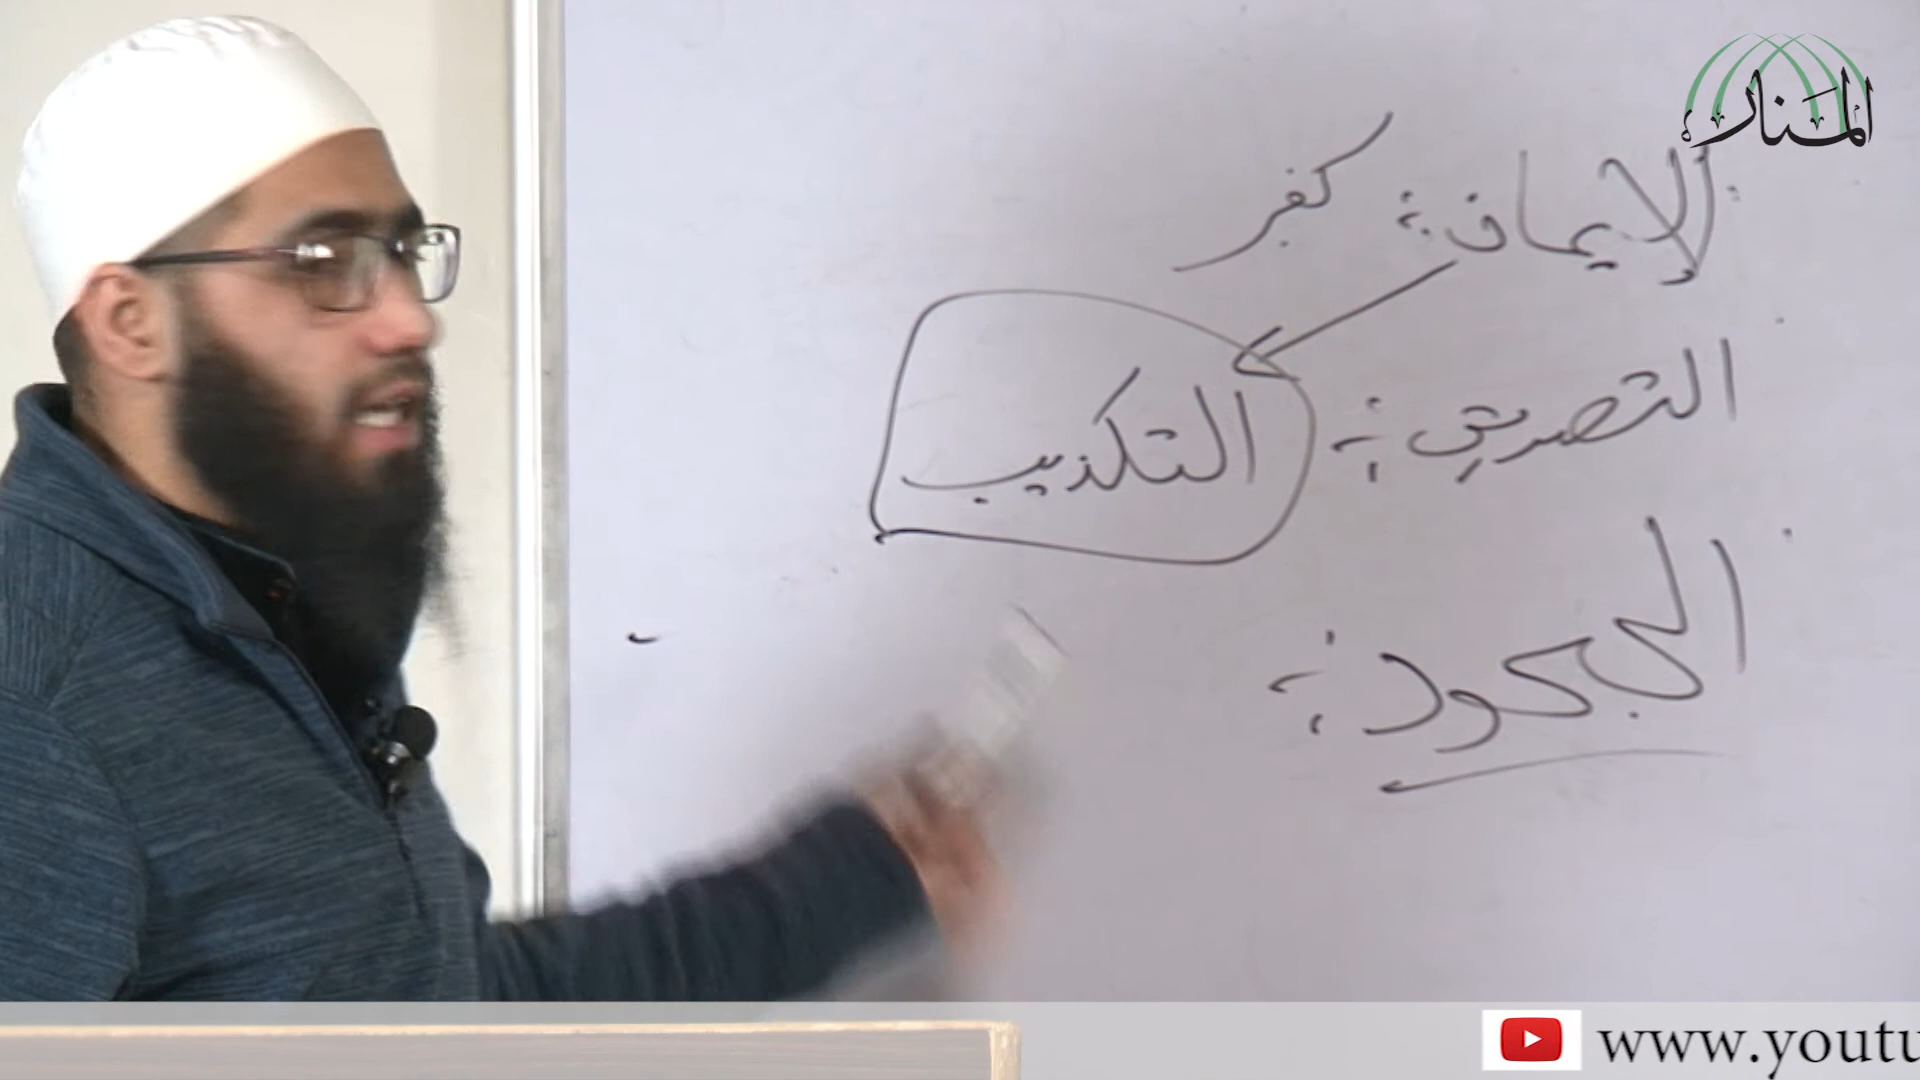 المنار
الإيمان : كفر
التصديق : التكذيب
الجحود :
www.youtu